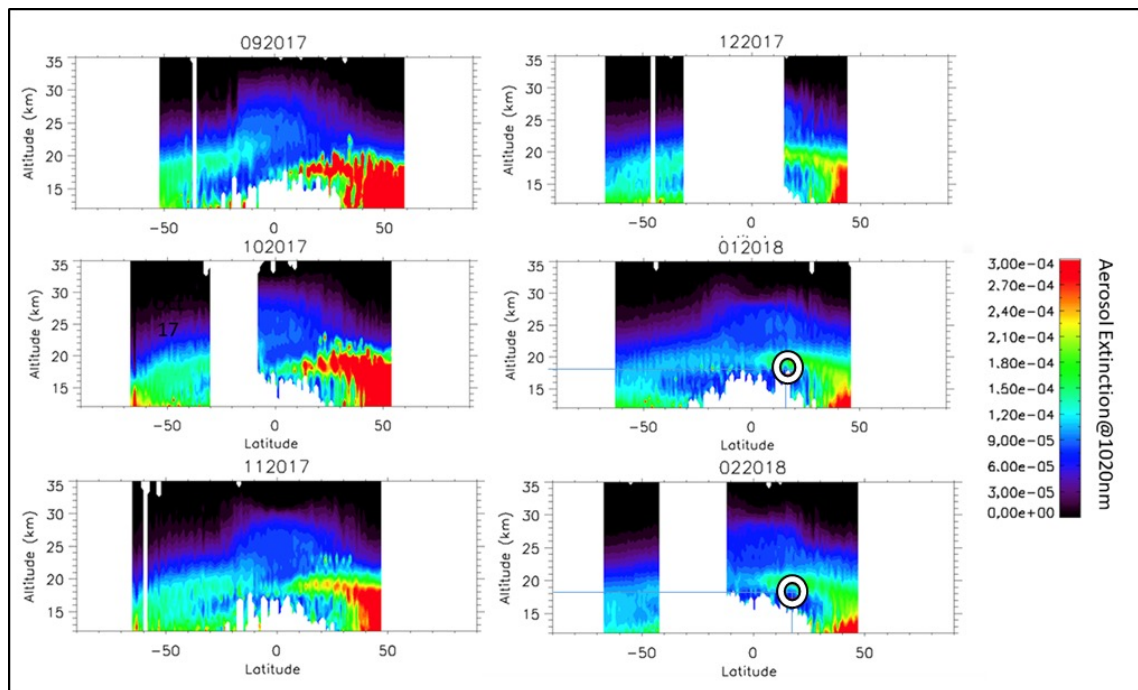 092017
Altitude (km)
35
30
25
20
15
−50 0 50
Latitude
122017
Altitude (km)
35
30
25
20
15
−50 0 50
Latitude
102017
Altitude (km)
35
30
25
20
15
17
−50 0 50
Latitude
012018
Altitude (km)
35
30
25
20
15
−50 0 50
Latitude
112017
Altitude (km)
35
30
25
20
15
−50 0 50
Latitude
022018
Altitude (km)
35
30
25
20
15
−50 0 50
Latitude
3,00e−04
2.70e−04
2,40e−04
2,10e−04
1.80e−04
1.50e−04
1,20e−04
9,00e−05
6,00e−05
3,00e−05
0,00e+00
Aerosol Extinction@1020nm